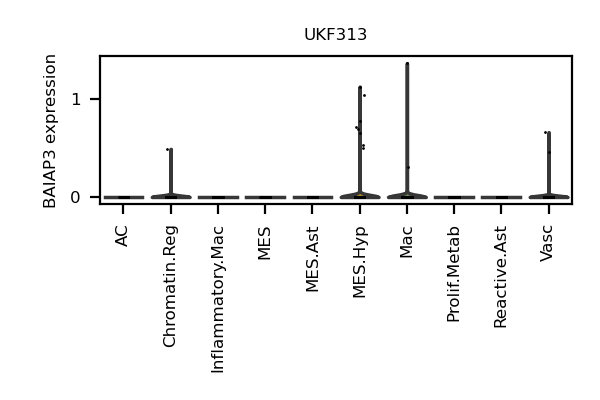 UKF313
BAIAP3 expression
1
0
AC
Chromatin.Reg
Inflammatory.Mac
MES
MES.Ast
MES.Hyp
Mac
Prolif.Metab
Reactive.Ast
Vasc